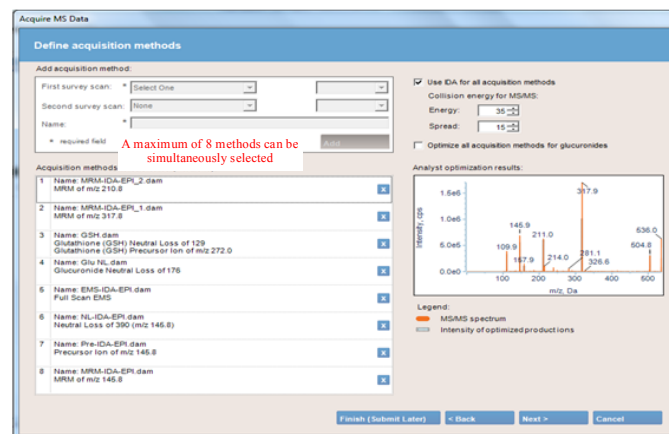 Acquire MS Data
Define acquisition methods
Add acquisition method:
First survey scan: * Select One
Second survey scan: None
Name: *
* required field
Add
A maximum of 8 methods can be
simultaneously selected
Acquisition methods
1 Name: MRM-IDA-EPI_2.dam
MRM of m/z 210.8
x
2 Name: MRM-IDA-EPI_1.dam
MRM of m/z 317.8
x
3 Name: GSH.dam
Glutathione (GSH) Neutral Loss of 129
Glutathione (GSH) Precursor Ion of m/z 272.0
x
4 Name: Glu NL.dam
Glucuronide Neutral Loss of 176
x
5 Name: EMS-IDA-EPI.dam
Full Scan EMS
x
6 Name: NL-IDA-EPI.dam
Neutral Loss of 390 (m/z 145.8)
x
7 Name: Pre-IDA-EPI.dam
Precursor Ion of m/z 145.8
x
8 Name: MRM-IDA-EPI.dam
MRM of m/z 145.8
x
Use IDA for all acquisition methods
Collision energy for MS/MS:
Energy: 35
Spread: 15
Optimize all acquisition methods for glucuronides
Analyst optimization results:
Intensity, cps
1.5e6
1.0e6
5.0e5
0.0e0
109.9
145.9
167.9
211.0
214.0
281.1
317.9
326.6
504.8
536.0
100 200 300 400 500 600
m/z, Da
Legend:
MS/MS spectrum
Intensity of optimized product ions
Finish (Submit Later) < Back Next > Cancel